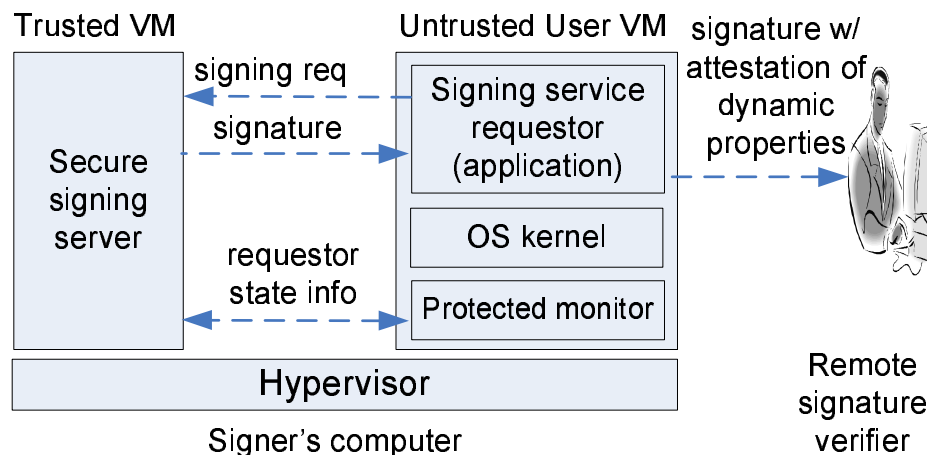 Trusted VM
Untrusted User VM
signature w/
attestation of
dynamic
properties
signing req
signature
Signing service
requestor
(application)
Secure
signing
server
OS kernel
requestor
state info
Protected monitor
Hypervisor
Signer's computer
Remote
signature
verifier